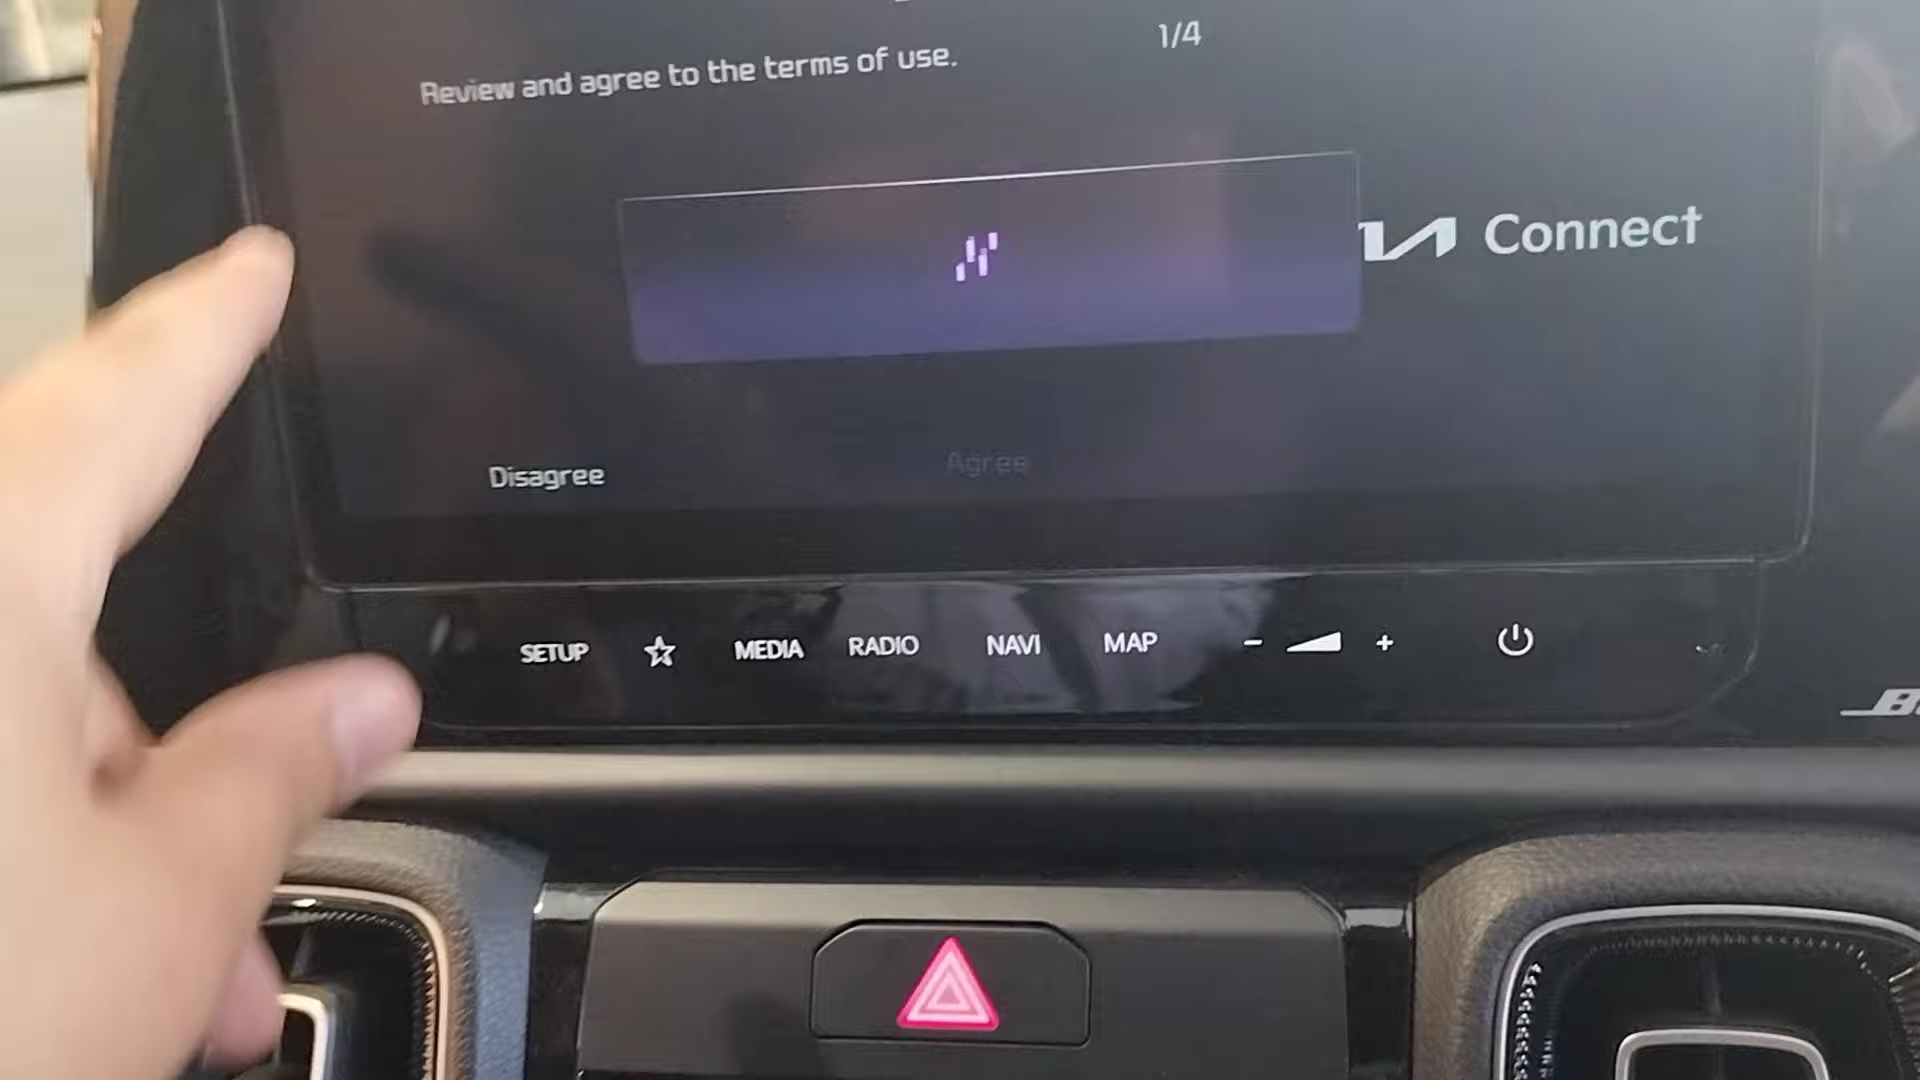 1/4
Review and agree to the terms of use.
Connect
Disagree
Agree
SETUP
MEDIA
RADIO
NAVI
MAP
- +